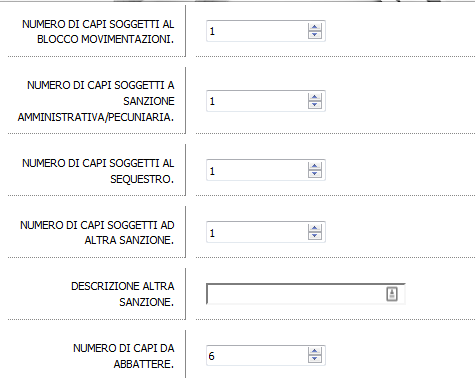 NUMERO DI CAPI SOGGETTI AL
BLOCCO MOVIMENTAZIONI.
1
NUMERO DI CAPI SOGGETTI A
SANZIONE
AMMINISTRATIVA/PECUNIARIA.
1
NUMERO DI CAPI SOGGETTI AL
SEQUESTRO.
1
NUMERO DI CAPI SOGGETTI AD
ALTRA SANZIONE.
1
DESCRIZIONE ALTRA
SANZIONE.
NUMERO DI CAPI DA
ABBATTERE.
6